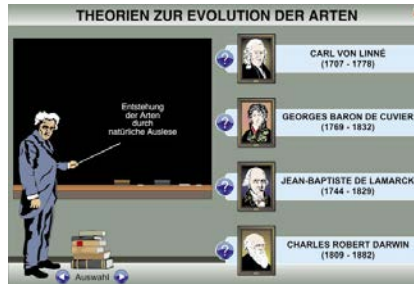 THEORIEN ZUR EVOLUTION DER ARTEN
Entstehung
der Arten
durch
natürliche Auslese
?
CARL VON LINNÉ
(1707 - 1778)
?
GEORGES BARON DE CUVIER
(1769 - 1832)
?
JEAN-BAPTISTE DE LAMARCK
(1744 - 1829)
?
CHARLES ROBERT DARWIN
(1809 - 1882)
Auswahl